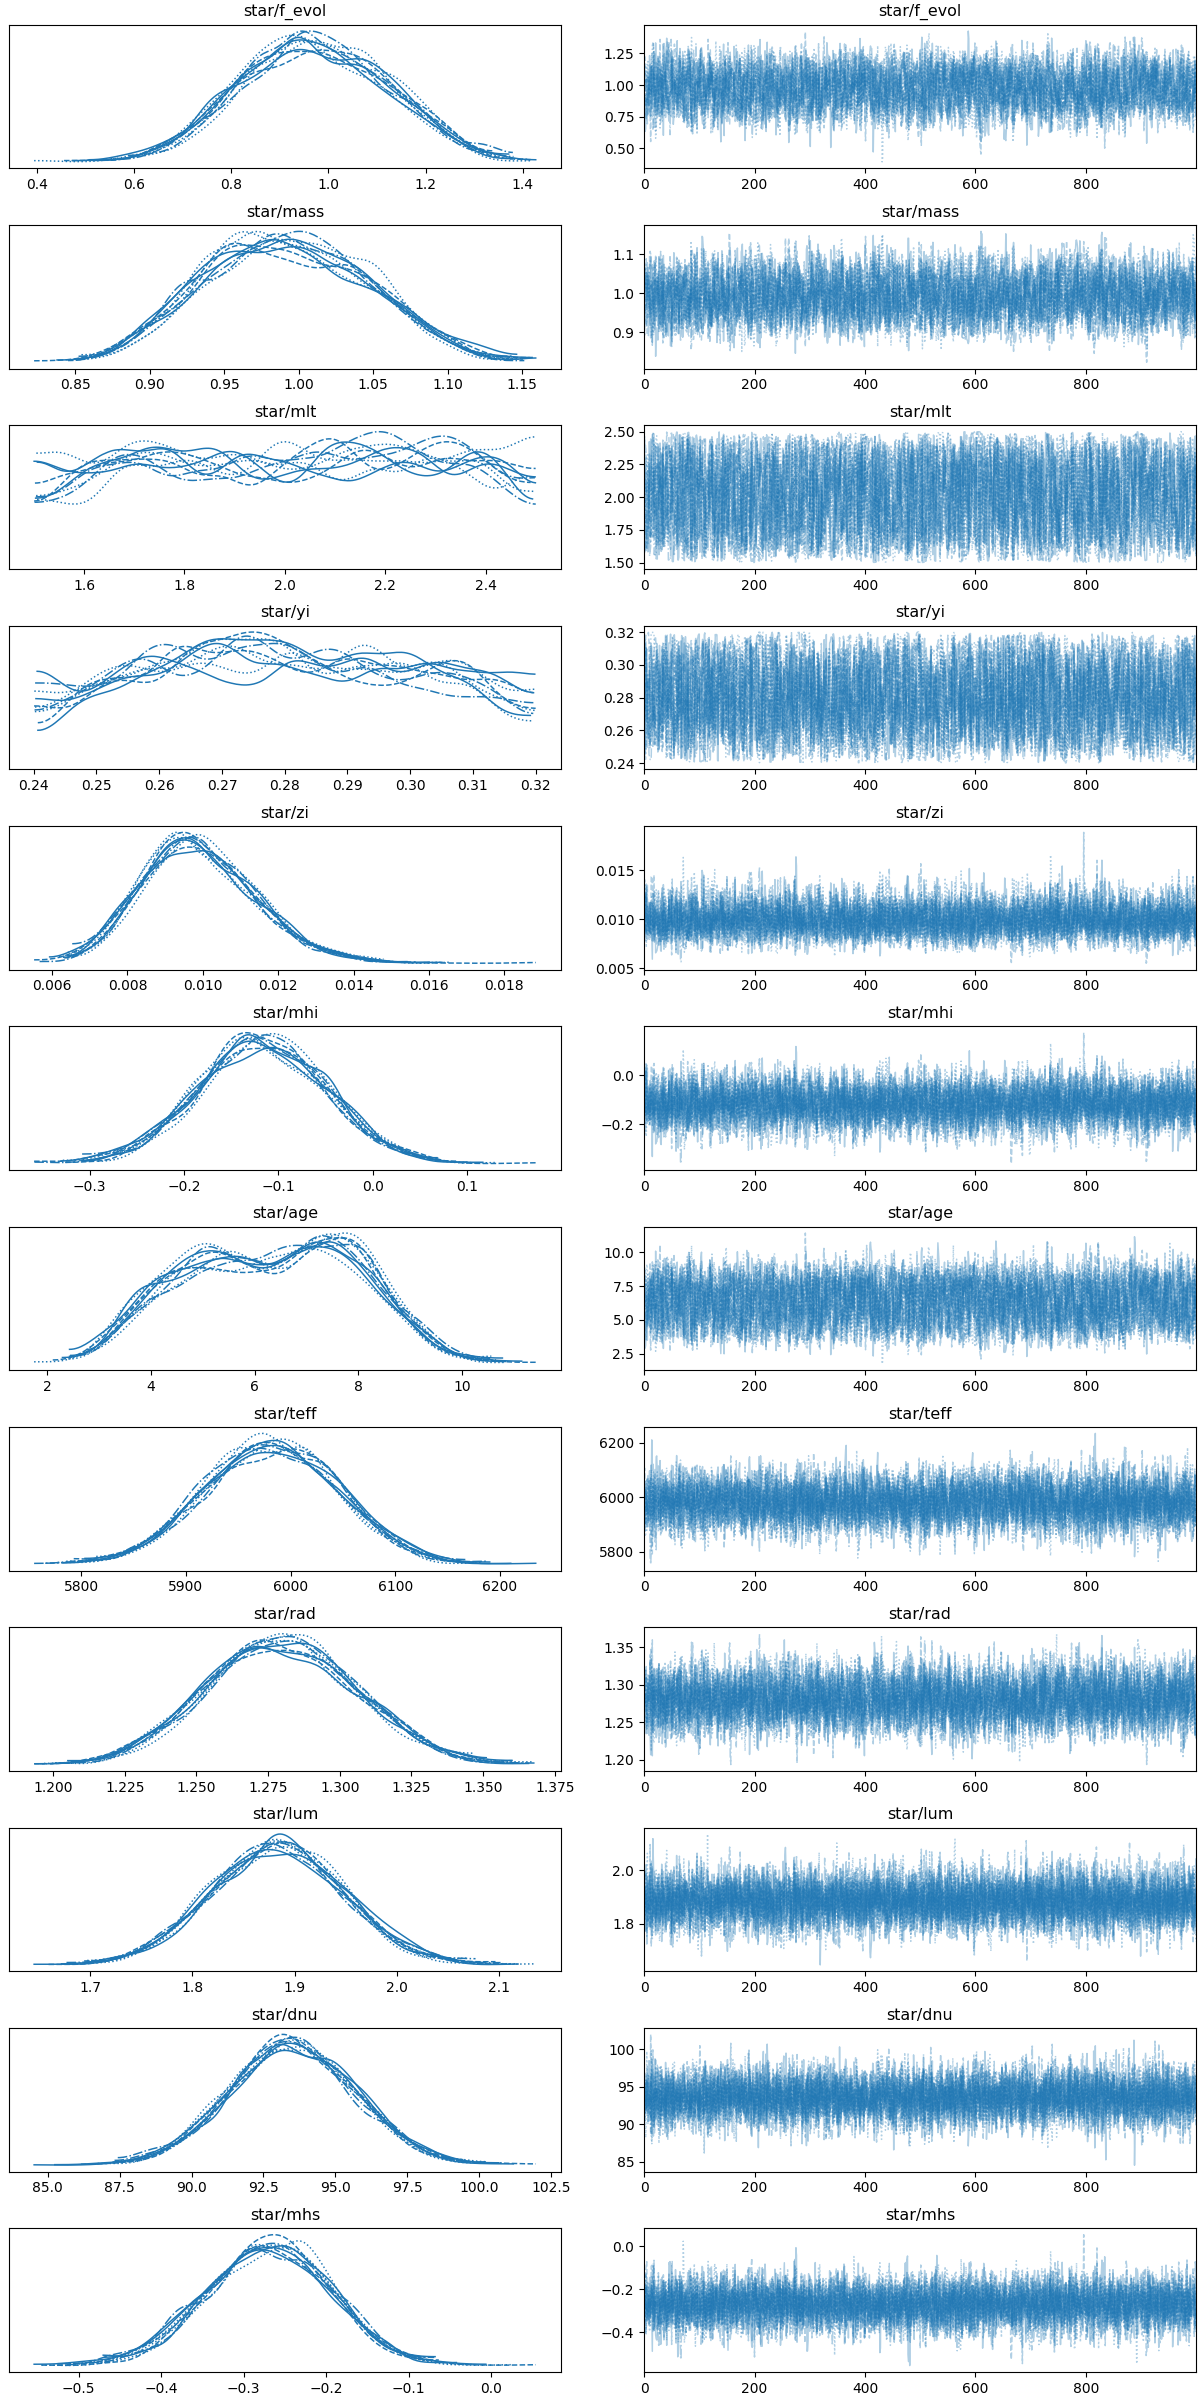 star/f_evol star/f_evol
1.25
1.00
0.75
0.50
0.4 0.6 0.8 1.0 1.2 1.4 0 200 400 600 800
star/mass star/mass
1.1
1.0
0.9
0.85 0.90 0.95 1.00 1.05 1.10 1.15 0 200 400 600 800
star/mlt star/mlt
2.50
2.25
2.00
1.75
1.50
1.6 1.8 2.0 2.2 2.4 0 200 400 600 800
star/yi star/yi
0.32
0.30
0.28
0.26
0.24
0.24 0.25 0.26 0.27 0.28 0.29 0.30 0.31 0.32 0 200 400 600 800
star/zi star/zi
0.015
0.010
0.005
0.006 0.008 0.010 0.012 0.014 0.016 0.018 0 200 400 600 800
star/mhi star/mhi
0.0
−0.2
−0.3 −0.2 −0.1 0.0 0.1 0 200 400 600 800
star/age star/age
10.0
7.5
5.0
2.5
2 4 6 8 10 0 200 400 600 800
star/teff star/teff
6200
6000
5800
5800 5900 6000 6100 6200 0 200 400 600 800
star/rad star/rad
1.35
1.30
1.25
1.20
1.200 1.225 1.250 1.275 1.300 1.325 1.350 1.375 0 200 400 600 800
star/lum star/lum
2.0
1.8
1.7 1.8 1.9 2.0 2.1 0 200 400 600 800
star/dnu star/dnu
100
95
90
85
85.0 87.5 90.0 92.5 95.0 97.5 100.0 102.5 0 200 400 600 800
star/mhs star/mhs
0.0
−0.2
−0.4
−0.5 −0.4 −0.3 −0.2 −0.1 0.0 0 200 400 600 800